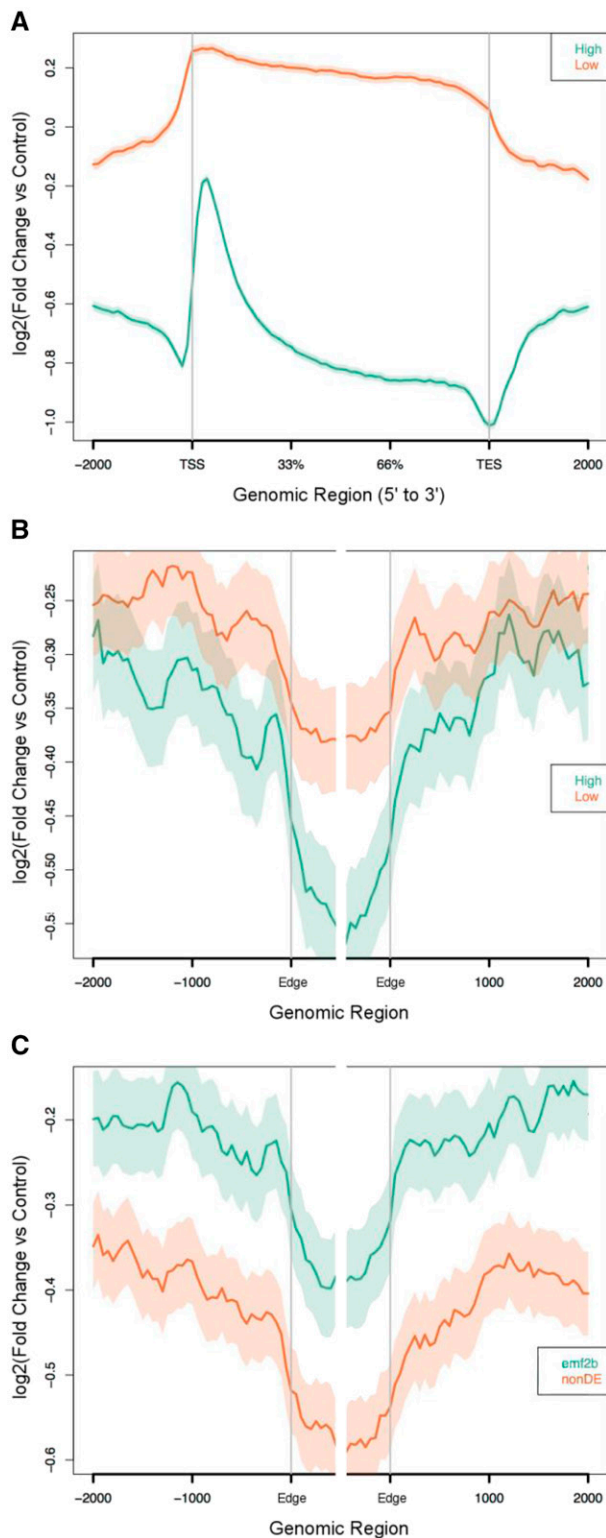 A
log2(Fold Change vs Control)
0.2
0.0
−0.2
−0.4
−0.6
−0.8
−1.0
High
Low
−2000
TSS
33%
66%
TES
2000
Genomic Region (5' to 3')
B
log2(Fold Change vs Control)
−0.25
−0.30
−0.35
−0.40
−0.45
−0.50
−0.5
High
Low
−2000
−1000
Edge
Edge
1000
2000
Genomic Region
C
log2(Fold Change vs Control)
−0.2
−0.3
−0.4
−0.5
−0.6
emf2b
nonDE
−2000
−1000
Edge
Edge
1000
2000
Genomic Region